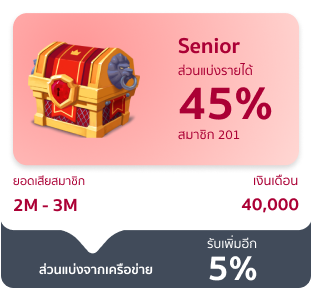 Senior
ส่วนแบ่งรายได้
45%
สมาชิก 201
ยอดเสียสมาชิก
เงินเดือน
2M - 3M
40,000
รับเพิ่มอีก
ส่วนแบ่งจากเครือข่าย
5%